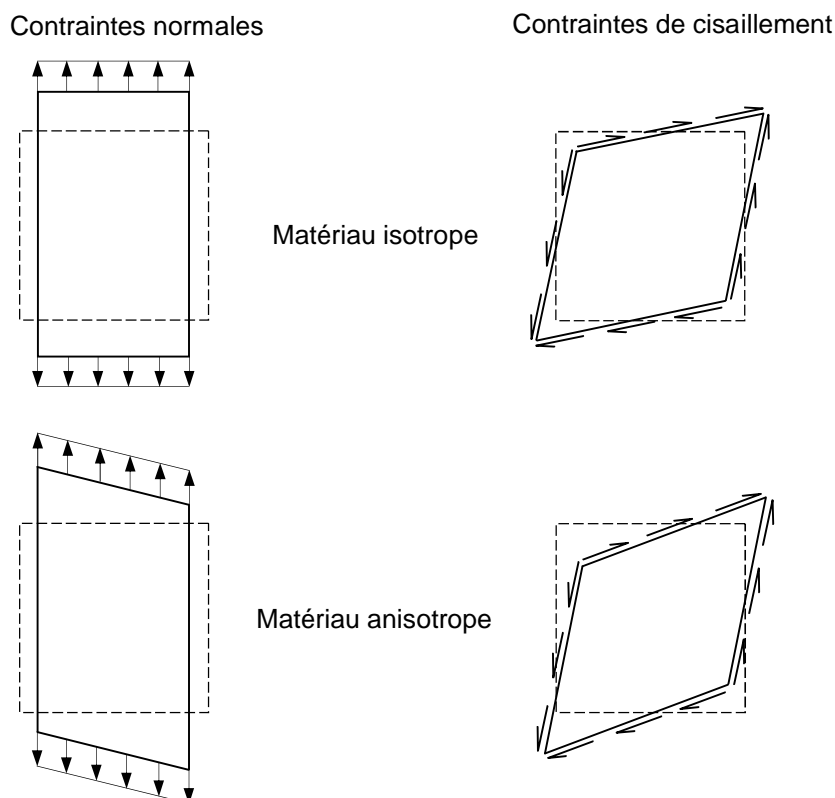 Contraintes normales
Contraintes de cisaillement
Matériau isotrope
Matériau anisotrope